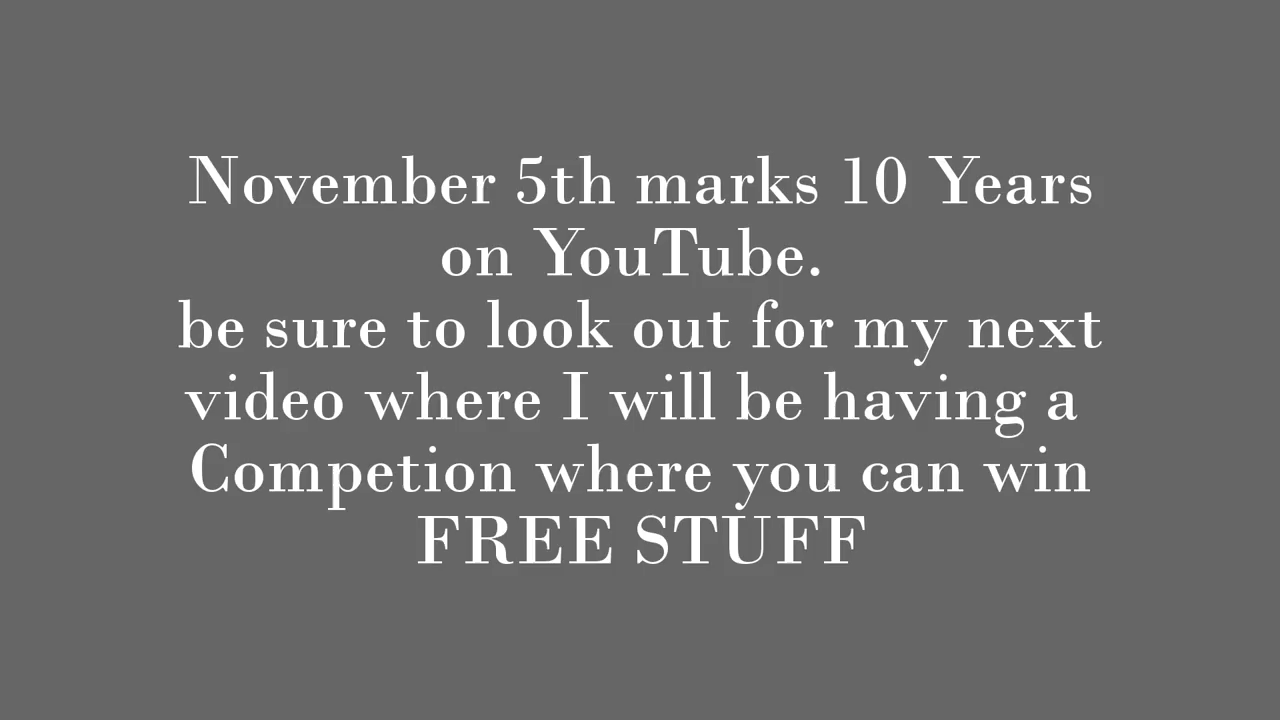 November 5th marks 10 Years
on YouTube.
be sure to look out for my next
video where I will be having a
Competion where you can win
FREE STUFF